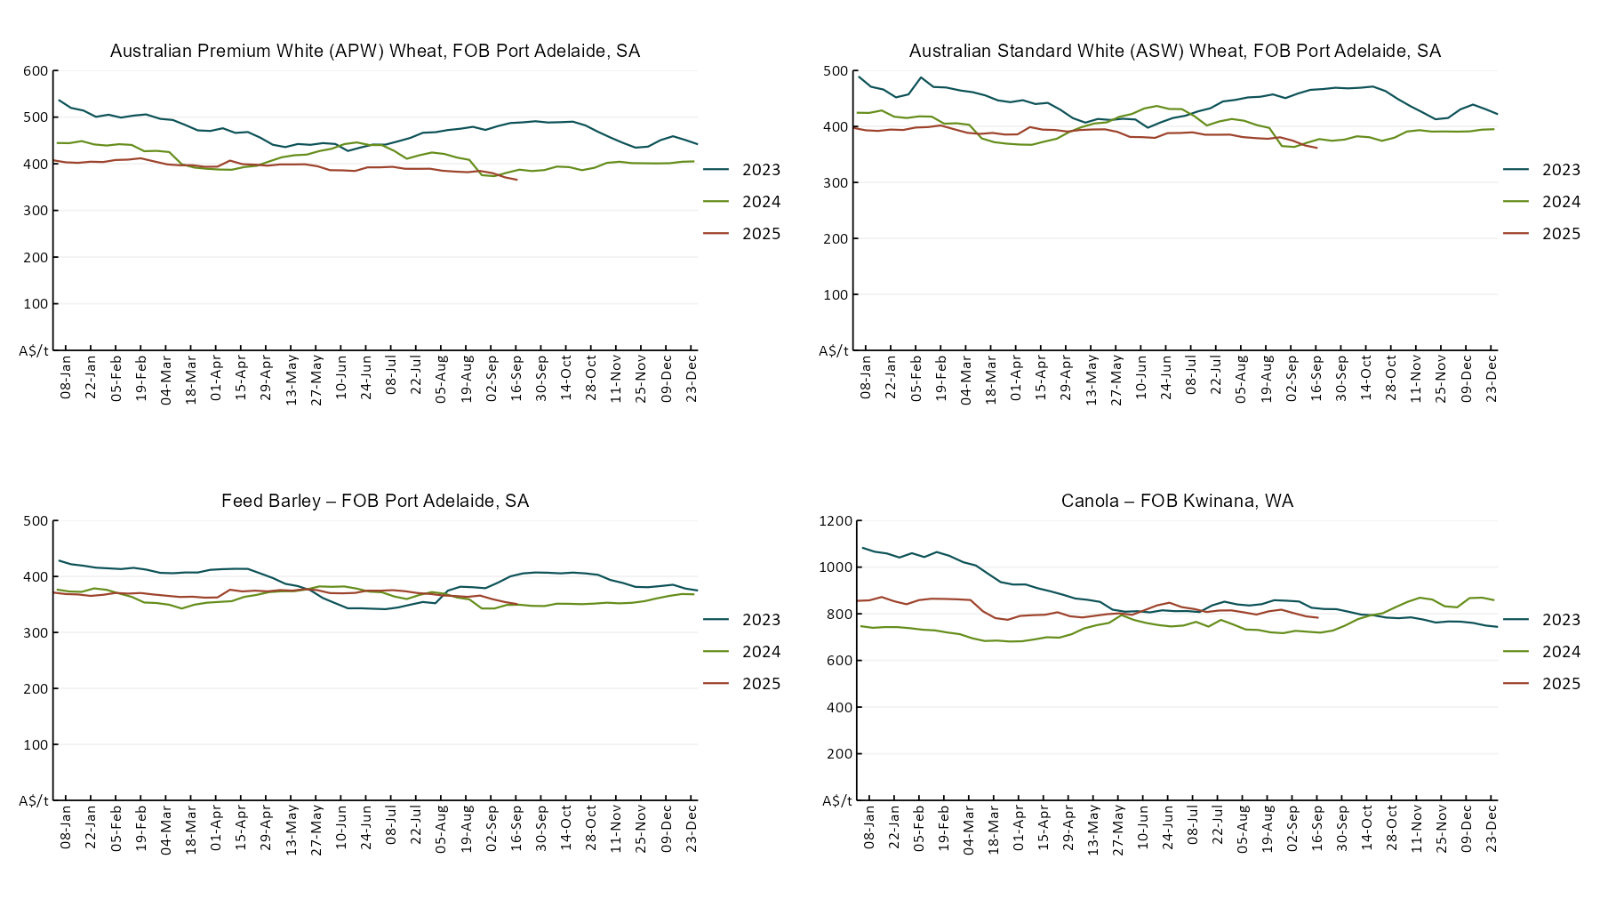 Australian Premium White (APW) Wheat, FOB Port Adelaide, SA
600
500
400
300
200
100
A$/t
08-Jan
22-Jan
05-Feb
19-Feb
04-Mar
18-Mar
01-Apr
15-Apr
29-Apr
13-May
27-May
10-Jun
24-Jun
08-Jul
22-Jul
05-Aug
19-Aug
02-Sep
16-Sep
30-Sep
14-Oct
28-Oct
11-Nov
25-Nov
09-Dec
23-Dec
2023
2024
2025
Australian Standard White (ASW) Wheat, FOB Port Adelaide, SA
500
400
300
200
100
A$/t
08-Jan
22-Jan
05-Feb
19-Feb
04-Mar
18-Mar
01-Apr
15-Apr
29-Apr
13-May
27-May
10-Jun
24-Jun
08-Jul
22-Jul
05-Aug
19-Aug
02-Sep
16-Sep
30-Sep
14-Oct
28-Oct
11-Nov
25-Nov
09-Dec
23-Dec
2023
2024
2025
Feed Barley – FOB Port Adelaide, SA
500
400
300
200
100
A$/t
08-Jan
22-Jan
05-Feb
19-Feb
04-Mar
18-Mar
01-Apr
15-Apr
29-Apr
13-May
27-May
10-Jun
24-Jun
08-Jul
22-Jul
05-Aug
19-Aug
02-Sep
16-Sep
30-Sep
14-Oct
28-Oct
11-Nov
25-Nov
09-Dec
23-Dec
2023
2024
2025
Canola – FOB Kwinana, WA
1200
1000
800
600
400
200
A$/t
08-Jan
22-Jan
05-Feb
19-Feb
04-Mar
18-Mar
01-Apr
15-Apr
29-Apr
13-May
27-May
10-Jun
24-Jun
08-Jul
22-Jul
05-Aug
19-Aug
02-Sep
16-Sep
30-Sep
14-Oct
28-Oct
11-Nov
25-Nov
09-Dec
23-Dec
2023
2024
2025